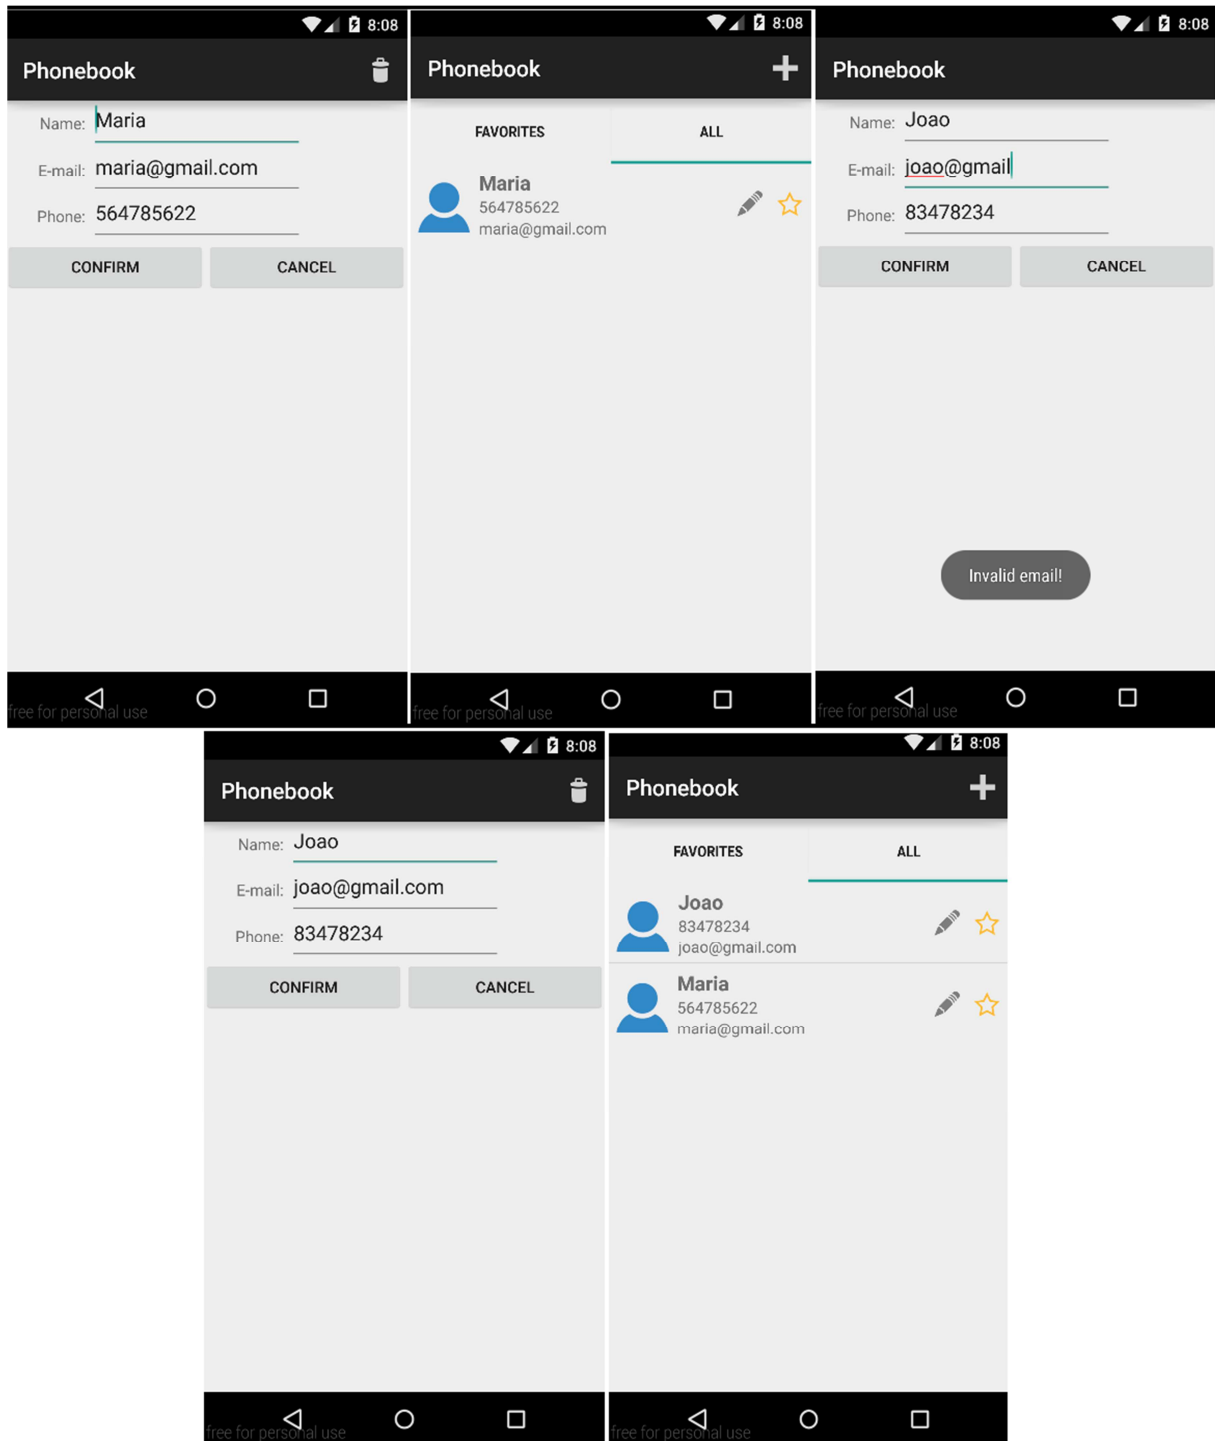 8:08
Phonebook
Name: Maria
E-mail: maria@gmail.com
Phone: 564785622
CONFIRM CANCEL
free for personal use
8:08
Phonebook
FAVORITES ALL
Maria
564785622
maria@gmail.com
free for personal use
8:08
Phonebook
Name: Joao
E-mail: joao@gmail
Phone: 83478234
CONFIRM CANCEL
Invalid email!
free for personal use
8:08
Phonebook
Name: Joao
E-mail: joao@gmail.com
Phone: 83478234
CONFIRM CANCEL
free for personal use
8:08
Phonebook
FAVORITES ALL
Joao
83478234
joao@gmail.com
Maria
564785622
maria@gmail.com
free for personal use